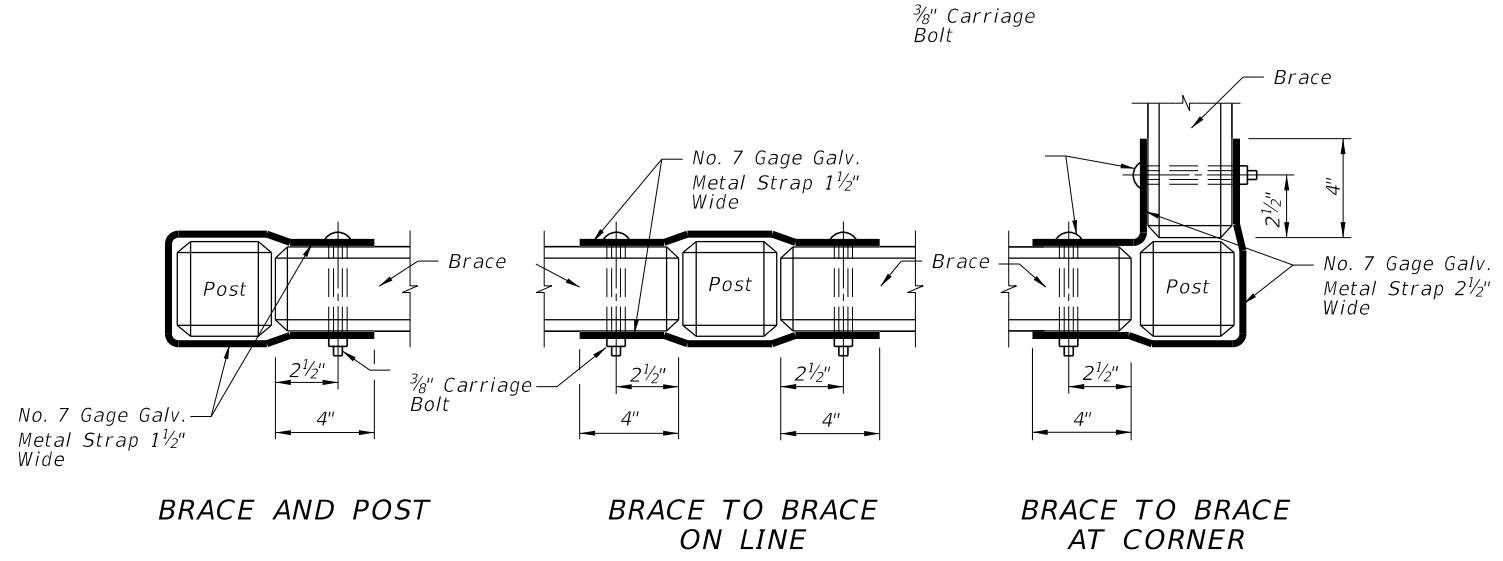 3/8" Carriage
Bolt
Brace
No. 7 Gage Galv.
Metal Strap 1 1/2"
Wide
4"
2 1/2"
Post
Brace
Post
Brace
Post
No. 7 Gage Galv.
Metal Strap 2 1/2"
Wide
2 1/2"
3/8" Carriage
Bolt
2 1/2"
2 1/2"
2 1/2"
No. 7 Gage Galv.
Metal Strap 1 1/2"
Wide
4"
4"
4"
4"
BRACE AND POST
BRACE TO BRACE
ON LINE
BRACE TO BRACE
AT CORNER